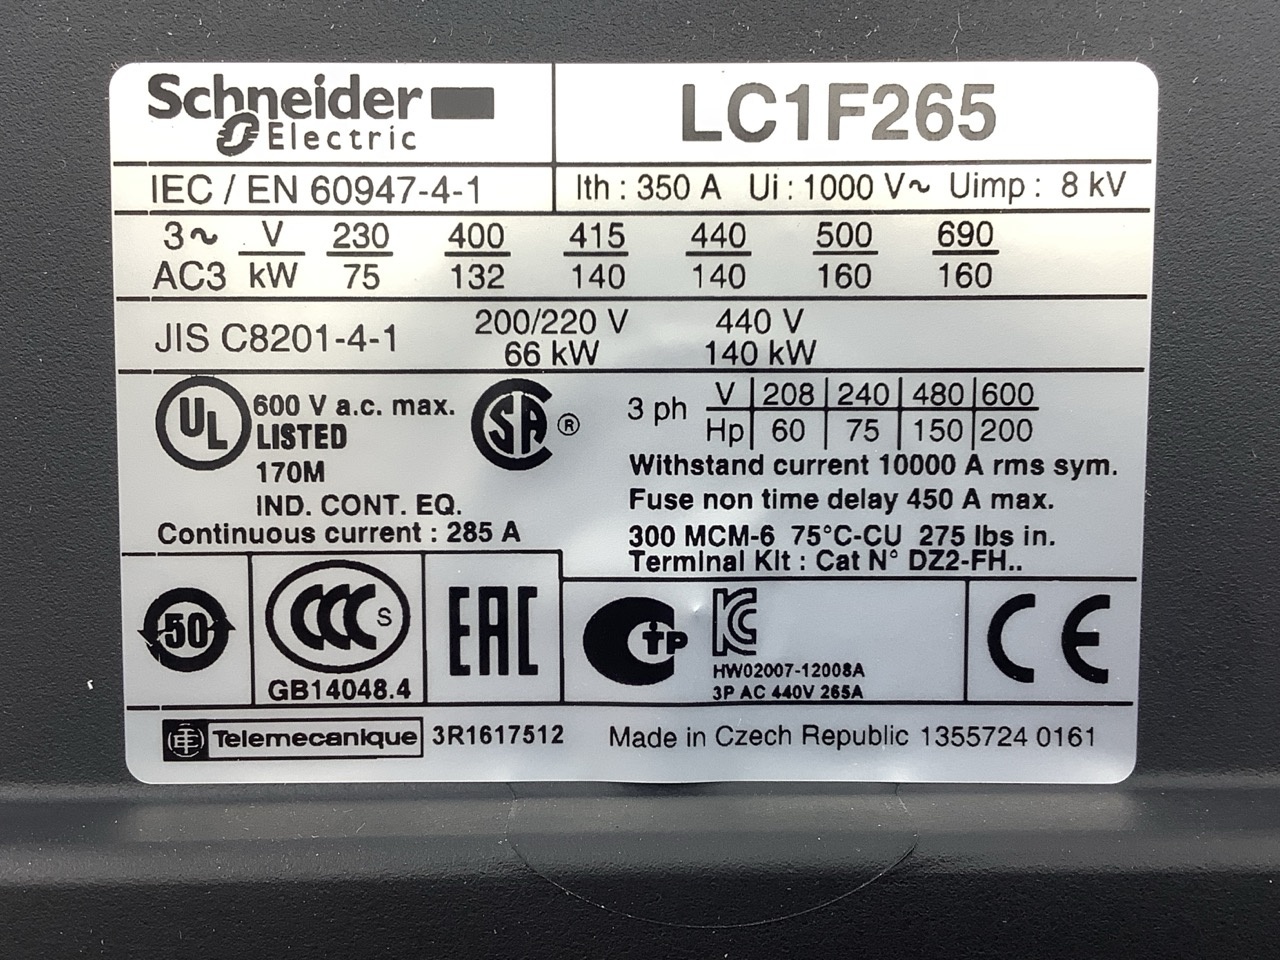 Schneider
Electric
LC1F265
IEC / EN 60947-4-1
Ith : 350 A Ui : 1000 V~ Uimp : 8 kV
3~ V 230 400 415 440 500 690
AC3 kW 75 132 140 140 160 160
JIS C8201-4-1
200/220 V 440 V
66 kW 140 kW
UL
600 V a.c. max.
LISTED
170M
IND. CONT. EQ.
Continuous current : 285 A
SA ®
3 ph V 208 240 480 600
Hp 60 75 150 200
Withstand current 10000 A rms sym.
Fuse non time delay 450 A max.
300 MCM-6 75°C-CU 275 lbs in.
Terminal Kit : Cat N° DZ2-FH..
50
CCC S
GB14048.4
EAC
CTP
KC
HW02007-12008A
3P AC 440V 265A
CE
Telemecanique 3R1617512 Made in Czech Republic 1355724 0161